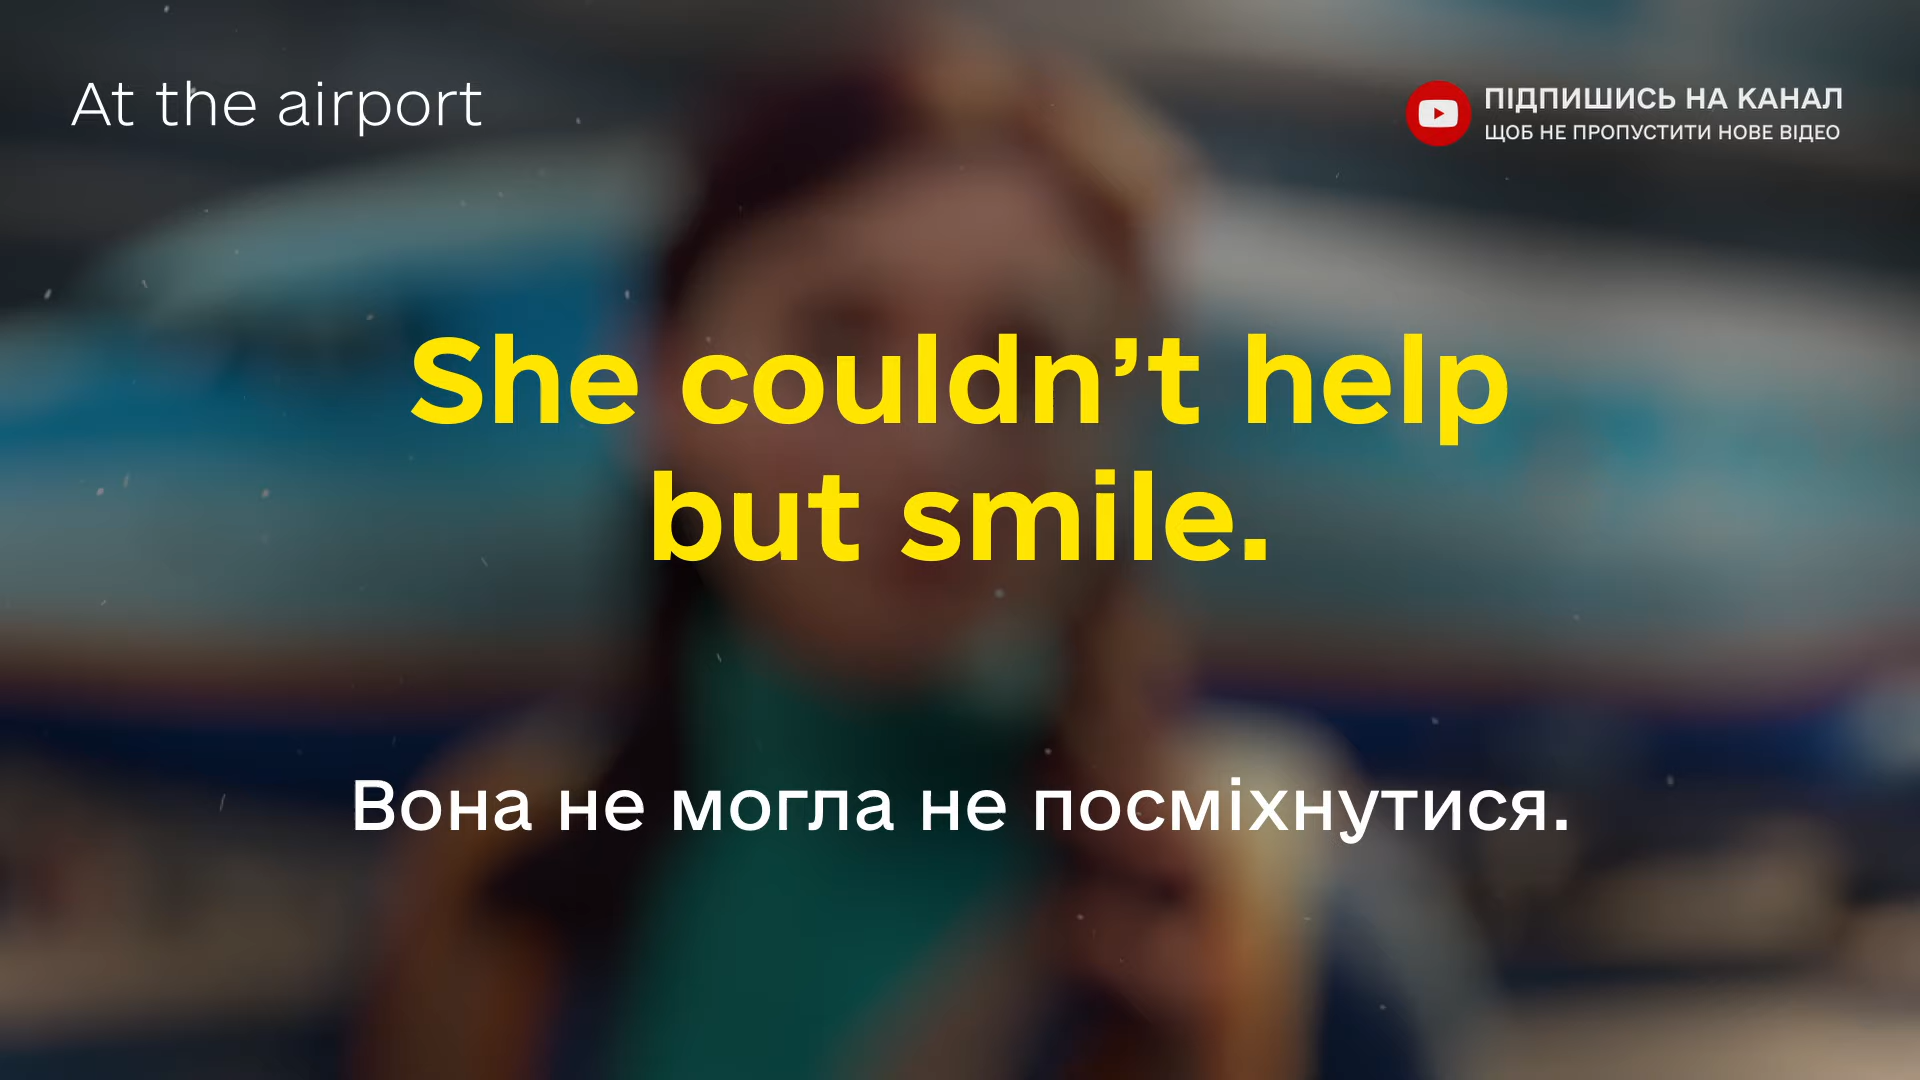 At the airport
ПІДПИШИСЬ НА КАНАЛ
ЩОБ НЕ ПРОПУСТИТИ НОВЕ ВІДЕО
She couldn’t help
but smile.
Вона не могла не посміхнутися.